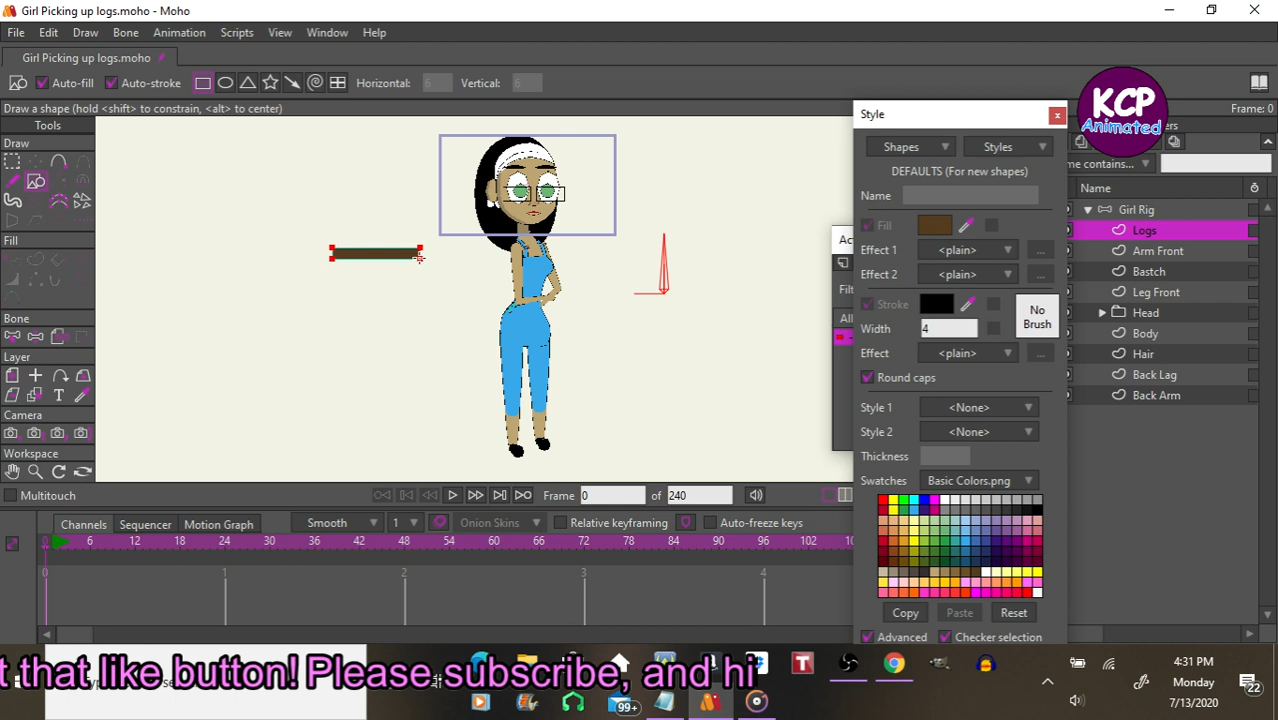 Girl Picking up logs.moho - Moho
File Edit Draw Bone Animation Scripts View Window Help
Girl Picking up logs.moho
Auto-fill Auto-stroke Horizontal: 6 Vertical: 6
Draw a shape (hold <shift> to constrain, <alt> to center)
Frame: 0
KCP
Animated
Tools
Draw
Fill
Bone
Layer
Camera
Workspace
Multitouch
Style
Shapes Styles
DEFAULTS (For new shapes)
Name
Fill
Effect 1 <plain> ...
Effect 2 <plain> ...
Stroke
Width 4
No
Brush
Effect <plain> ...
Round caps
Style 1 <None>
Style 2 <None>
Thickness
Swatches Basic Colors.png
Copy Paste Reset
Advanced Checker selection
Name
Girl Rig
Logs
Arm Front
Bastch
Leg Front
Head
Body
Hair
Back Lag
Back Arm
Frame 0 of 240
Channels Sequencer Motion Graph Smooth 1 Onion Skins Relative keyframing Auto-freeze keys
0 6 12 18 24 30 36 42 48 54 60 66 72 78 84 90 96 102
0 1 2 3 4
t that like button! Please subscribe, and hi
99+
4:31 PM
Monday
7/13/2020
22